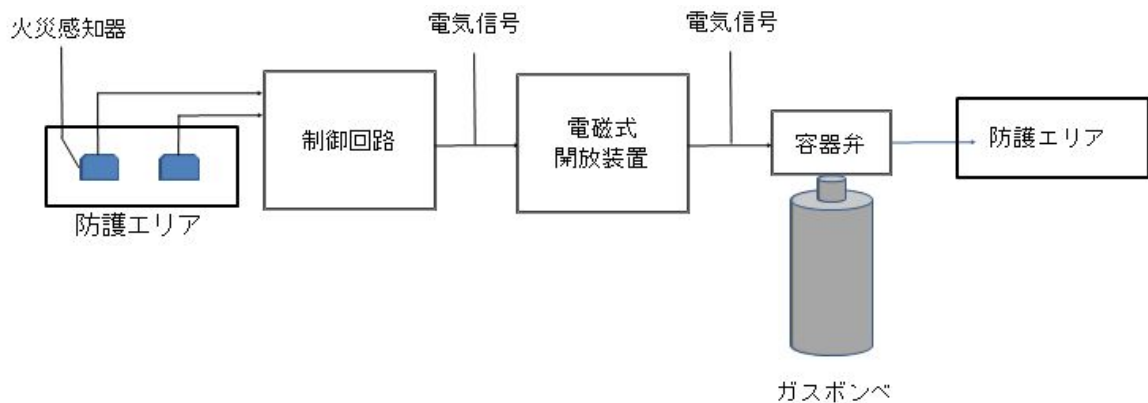 火災感知器
電気信号
電気信号
制御回路
電磁式
開放装置
容器弁
防護エリア
防護エリア
ガスボンベ